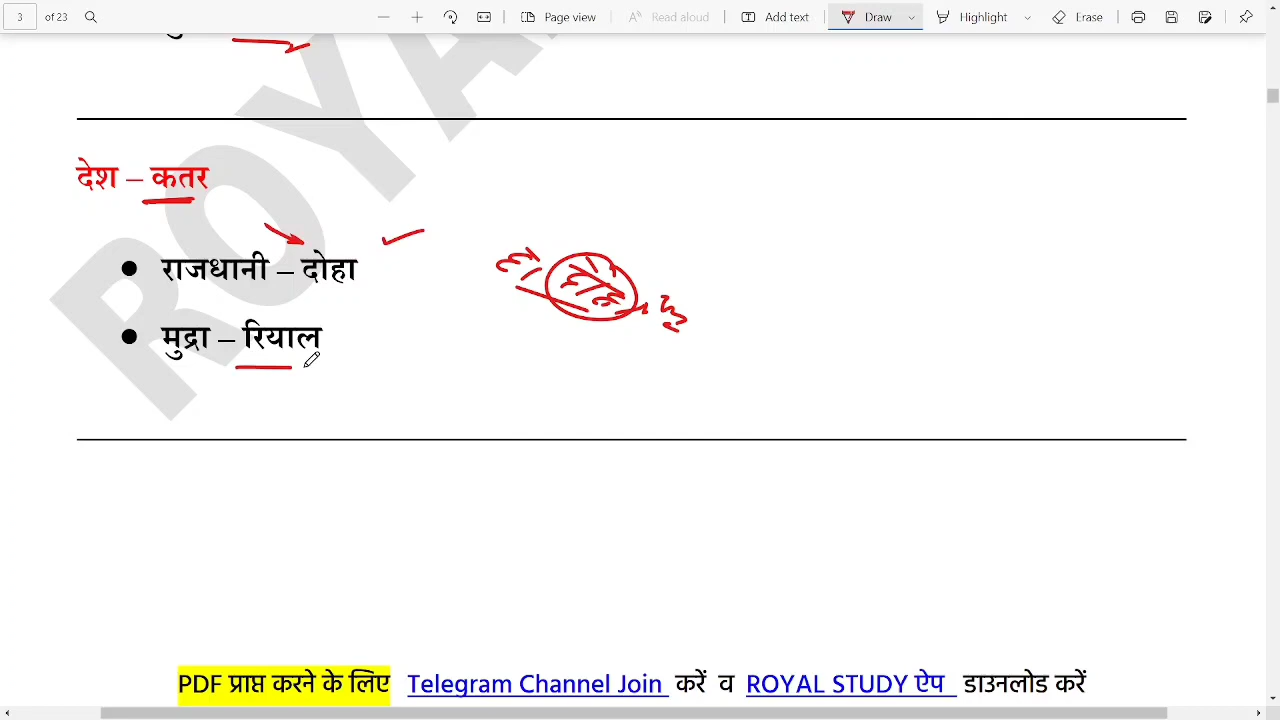 3 of 23 Page view Read aloud Add text Draw Highlight Erase
देश – कतर
● राजधानी – दोहा
● मुद्रा – रियाल
ROYA
PDF प्राप्त करने के लिए Telegram Channel Join करें व ROYAL STUDY ऐप डाउनलोड करें